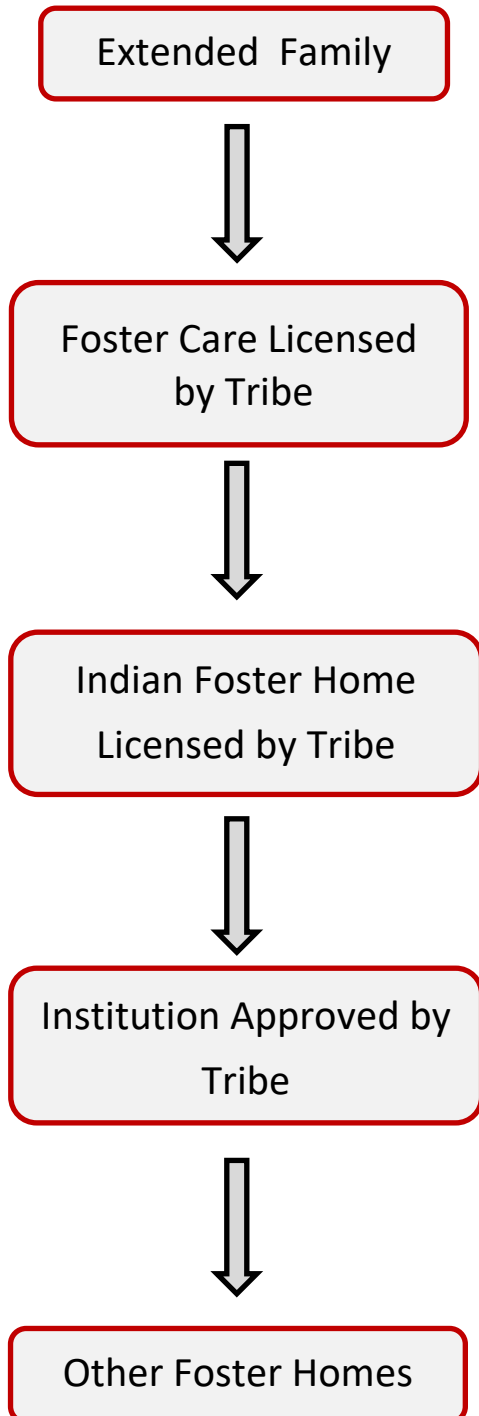 Extended Family
Foster Care Licensed
by Tribe
Indian Foster Home
Licensed by Tribe
Institution Approved by
Tribe
Other Foster Homes